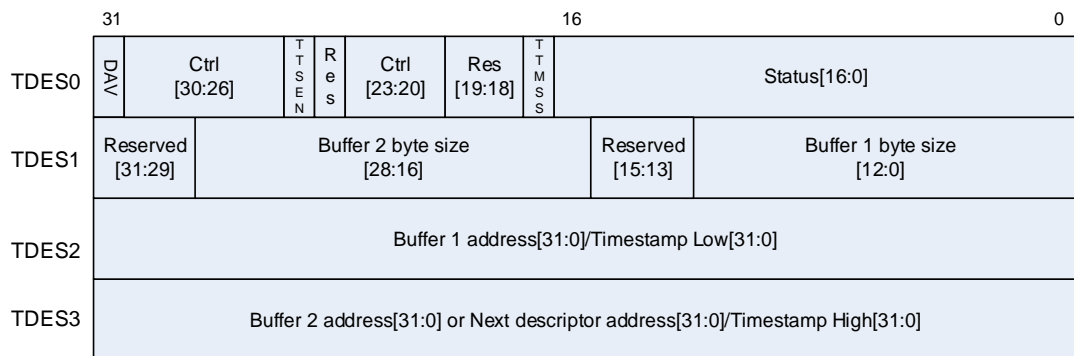 31 16 0
TDES0 DAV Ctrl [30:26] TTSEN Res Ctrl [23:20] Res [19:18] TTMSS Status[16:0]
TDES1 Reserved [31:29] Buffer 2 byte size [28:16] Reserved [15:13] Buffer 1 byte size [12:0]
TDES2 Buffer 1 address[31:0]/Timestamp Low[31:0]
TDES3 Buffer 2 address[31:0] or Next descriptor address[31:0]/Timestamp High[31:0]